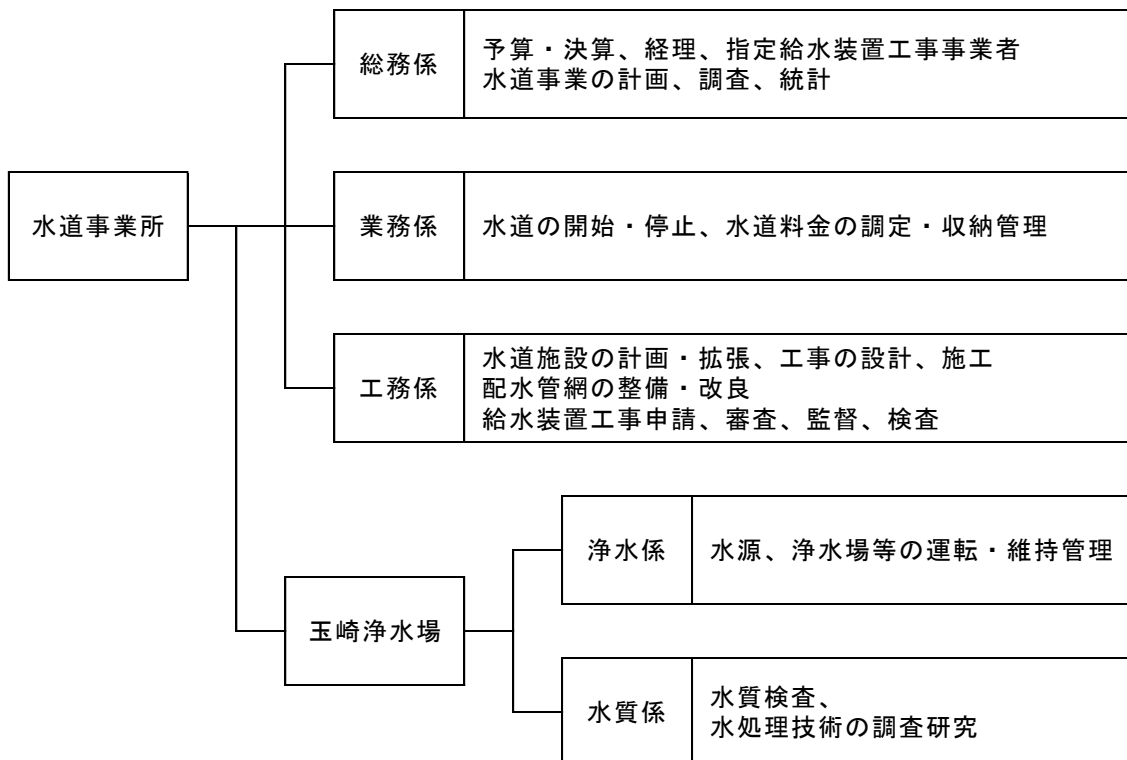 総務係
予算・決算、経理、指定給水装置工事事業者
水道事業の計画、調査、統計
水道事業所
業務係
水道の開始・停止、水道料金の調定・収納管理
工務係
水道施設の計画・拡張、工事の設計、施工
配水管網の整備・改良
給水装置工事申請、審査、監督、検査
浄水係
水源、浄水場等の運転・維持管理
玉崎浄水場
水質係
水質検査、
水処理技術の調査研究